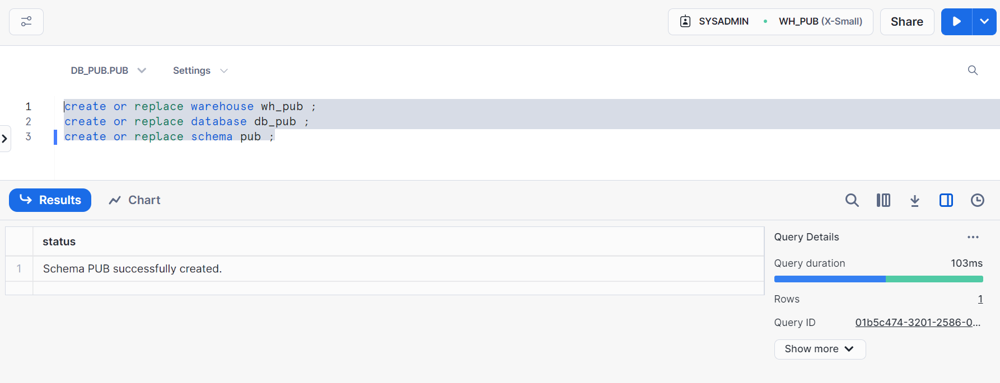 SYSADMIN WH_PUB (X-Small) Share
DB_PUB.PUB Settings
1 create or replace warehouse wh_pub ;
2 create or replace database db_pub ;
3 create or replace schema pub ;
Results Chart
status
1 Schema PUB successfully created.
Query Details
Query duration 103ms
Rows 1
Query ID 01b5c474-3201-2586-0...
Show more